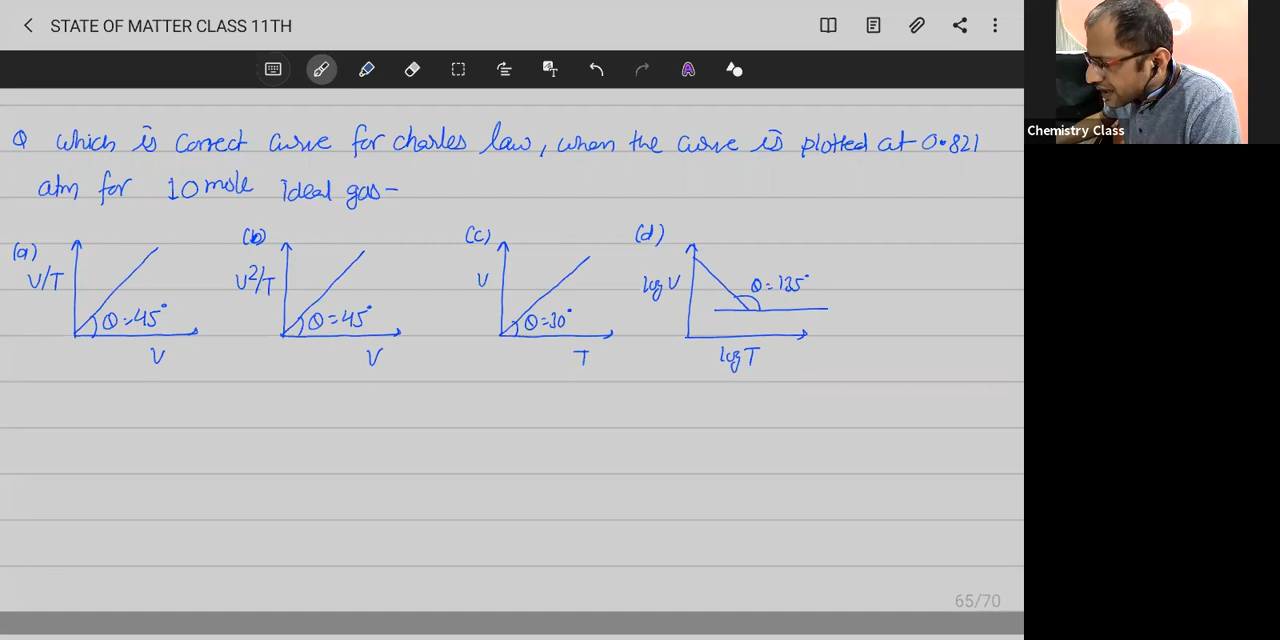 STATE OF MATTER CLASS 11TH
Chemistry Class
Q which is correct curve for charles law, when the curve is plotted at 0.821
atm for 10 mole ideal gas-
(a) (b) (c) (d)
V/T V²/T V log V
θ=45° θ=45° θ=30° θ=135°
V V T log T
65/70